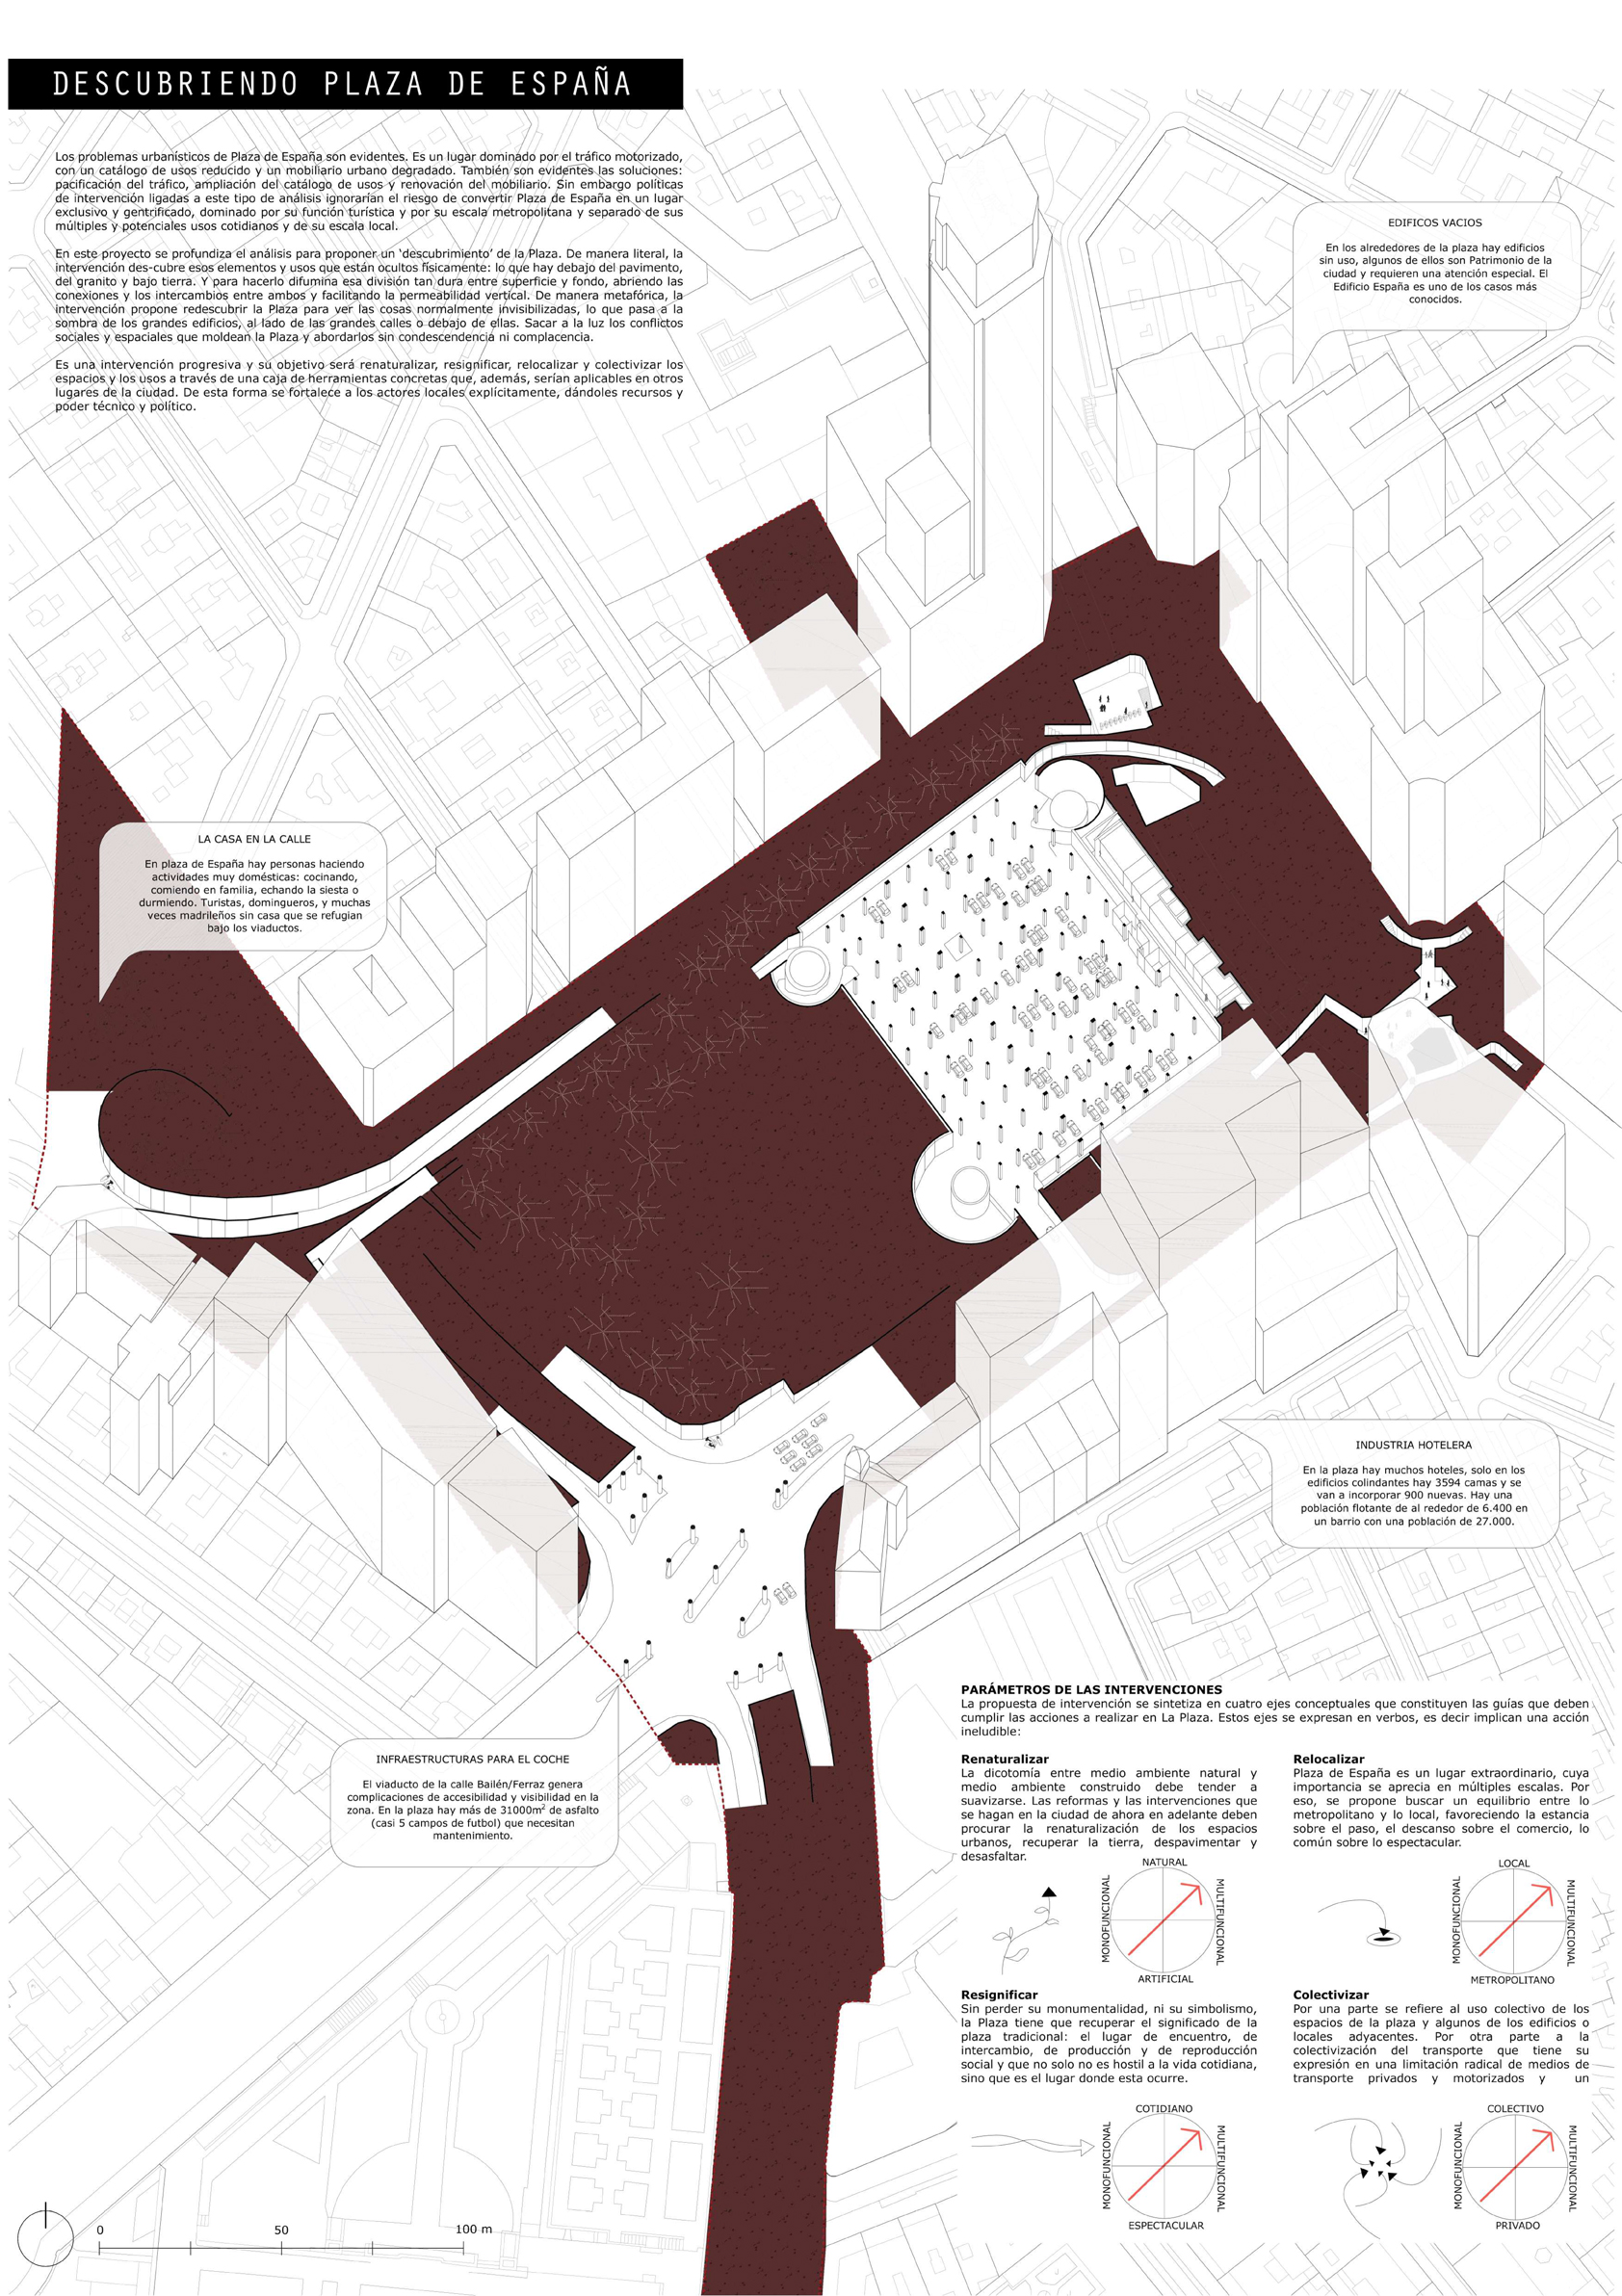 DESCUBRIENDO PLAZA DE ESPAÑA
Los problemas urbanísticos de Plaza de España son evidentes. Es un lugar dominado por el tráfico motorizado,
con un catálogo de usos reducido y un mobiliario urbano degradado. También son evidentes las soluciones:
pacificación del tráfico, ampliación del catálogo de usos y renovación del mobiliario. Sin embargo políticas
de intervención ligadas a este tipo de análisis ignorarían el riesgo de convertir Plaza de España en un lugar
exclusivo y gentrificado, dominado por su función turística y por su escala metropolitana y separado de sus
múltiples y potenciales usos cotidianos y de su escala local.
En este proyecto se profundiza el análisis para proponer un ‘descubrimiento’ de la Plaza. De manera literal, la
intervención des-cubre esos elementos y usos que están ocultos físicamente: lo que hay debajo del pavimento,
del granito y bajo tierra. Y para hacerlo difumina esa división tan dura entre superficie y fondo, abriendo las
conexiones y los intercambios entre ambos y facilitando la permeabilidad vertical. De manera metafórica, la
intervención propone redescubrir la Plaza para ver las cosas normalmente invisibilizadas, lo que pasa a la
sombra de los grandes edificios, al lado de las grandes calles o debajo de ellas. Sacar a la luz los conflictos
sociales y espaciales que moldean la Plaza y abordarlos sin condescendencia ni complacencia.
Es una intervención progresiva y su objetivo será renaturalizar, resignificar, relocalizar y colectivizar los
espacios y los usos a través de una caja de herramientas concretas que, además, serían aplicables en otros
lugares de la ciudad. De esta forma se fortalece a los actores locales explícitamente, dándoles recursos y
poder técnico y político.
EDIFICOS VACIOS
En los alrededores de la plaza hay edificios
sin uso, algunos de ellos son Patrimonio de la
ciudad y requieren una atención especial. El
Edificio España es uno de los casos más
conocidos.
LA CASA EN LA CALLE
En plaza de España hay personas haciendo
actividades muy domésticas: cocinando,
comiendo en familia, echando la siesta o
durmiendo. Turistas, domingueros, y muchas
veces madrileños sin casa que se refugian
bajo los viaductos.
INDUSTRIA HOTELERA
En la plaza hay muchos hoteles, solo en los
edificios colindantes hay 3594 camas y se
van a incorporar 900 nuevas. Hay una
población flotante de al rededor de 6.400 en
un barrio con una población de 27.000.
INFRAESTRUCTURAS PARA EL COCHE
El viaducto de la calle Bailén/Ferraz genera
complicaciones de accesibilidad y visibilidad en la
zona. En la plaza hay más de 31000m² de asfalto
(casi 5 campos de futbol) que necesitan
mantenimiento.
PARÁMETROS DE LAS INTERVENCIONES
La propuesta de intervención se sintetiza en cuatro ejes conceptuales que constituyen las guías que deben
cumplir las acciones a realizar en La Plaza. Estos ejes se expresan en verbos, es decir implican una acción
ineludible:
Renaturalizar
La dicotomía entre medio ambiente natural y
medio ambiente construido debe tender a
suavizarse. Las reformas y las intervenciones que
se hagan en la ciudad de ahora en adelante deben
procurar la renaturalización de los espacios
urbanos, recuperar la tierra, despavimentar y
desasfaltar.
NATURAL
MONOFUNCIONAL
MULTIFUNCIONAL
ARTIFICIAL
Relocalizar
Plaza de España es un lugar extraordinario, cuya
importancia se aprecia en múltiples escalas. Por
eso, se propone buscar un equilibrio entre lo
metropolitano y lo local, favoreciendo la estancia
sobre el paso, el descanso sobre el comercio, lo
común sobre lo espectacular.
LOCAL
MONOFUNCIONAL
MULTIFUNCIONAL
METROPOLITANO
Resignificar
Sin perder su monumentalidad, ni su simbolismo,
la Plaza tiene que recuperar el significado de la
plaza tradicional: el lugar de encuentro, de
intercambio, de producción y de reproducción
social y que no solo no es hostil a la vida cotidiana,
sino que es el lugar donde esta ocurre.
COTIDIANO
MONOFUNCIONAL
MULTIFUNCIONAL
ESPECTACULAR
Colectivizar
Por una parte se refiere al uso colectivo de los
espacios de la plaza y algunos de los edificios o
locales adyacentes. Por otra parte a la
colectivización del transporte que tiene su
expresión en una limitación radical de medios de
transporte privados y motorizados y un
COLECTIVO
MONOFUNCIONAL
MULTIFUNCIONAL
PRIVADO
0 50 100 m